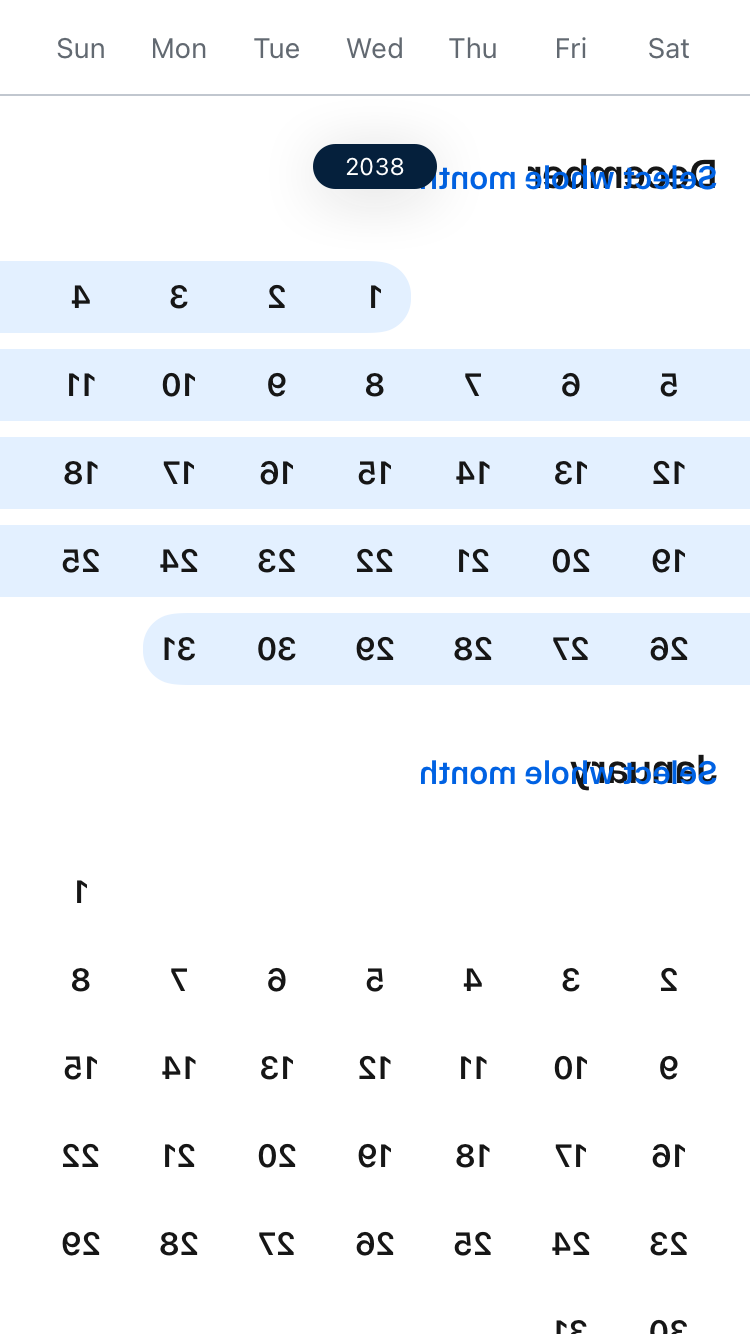 Sun Mon Tue Wed Thu Fri Sat
2038
December
Select whole month
1 2 3 4
5 6 7 8 9 10 11
12 13 14 15 16 17 18
19 20 21 22 23 24 25
26 27 28 29 30 31
January
Select whole month
1
2 3 4 5 6 7 8
9 10 11 12 13 14 15
16 17 18 19 20 21 22
23 24 25 26 27 28 29
30 31